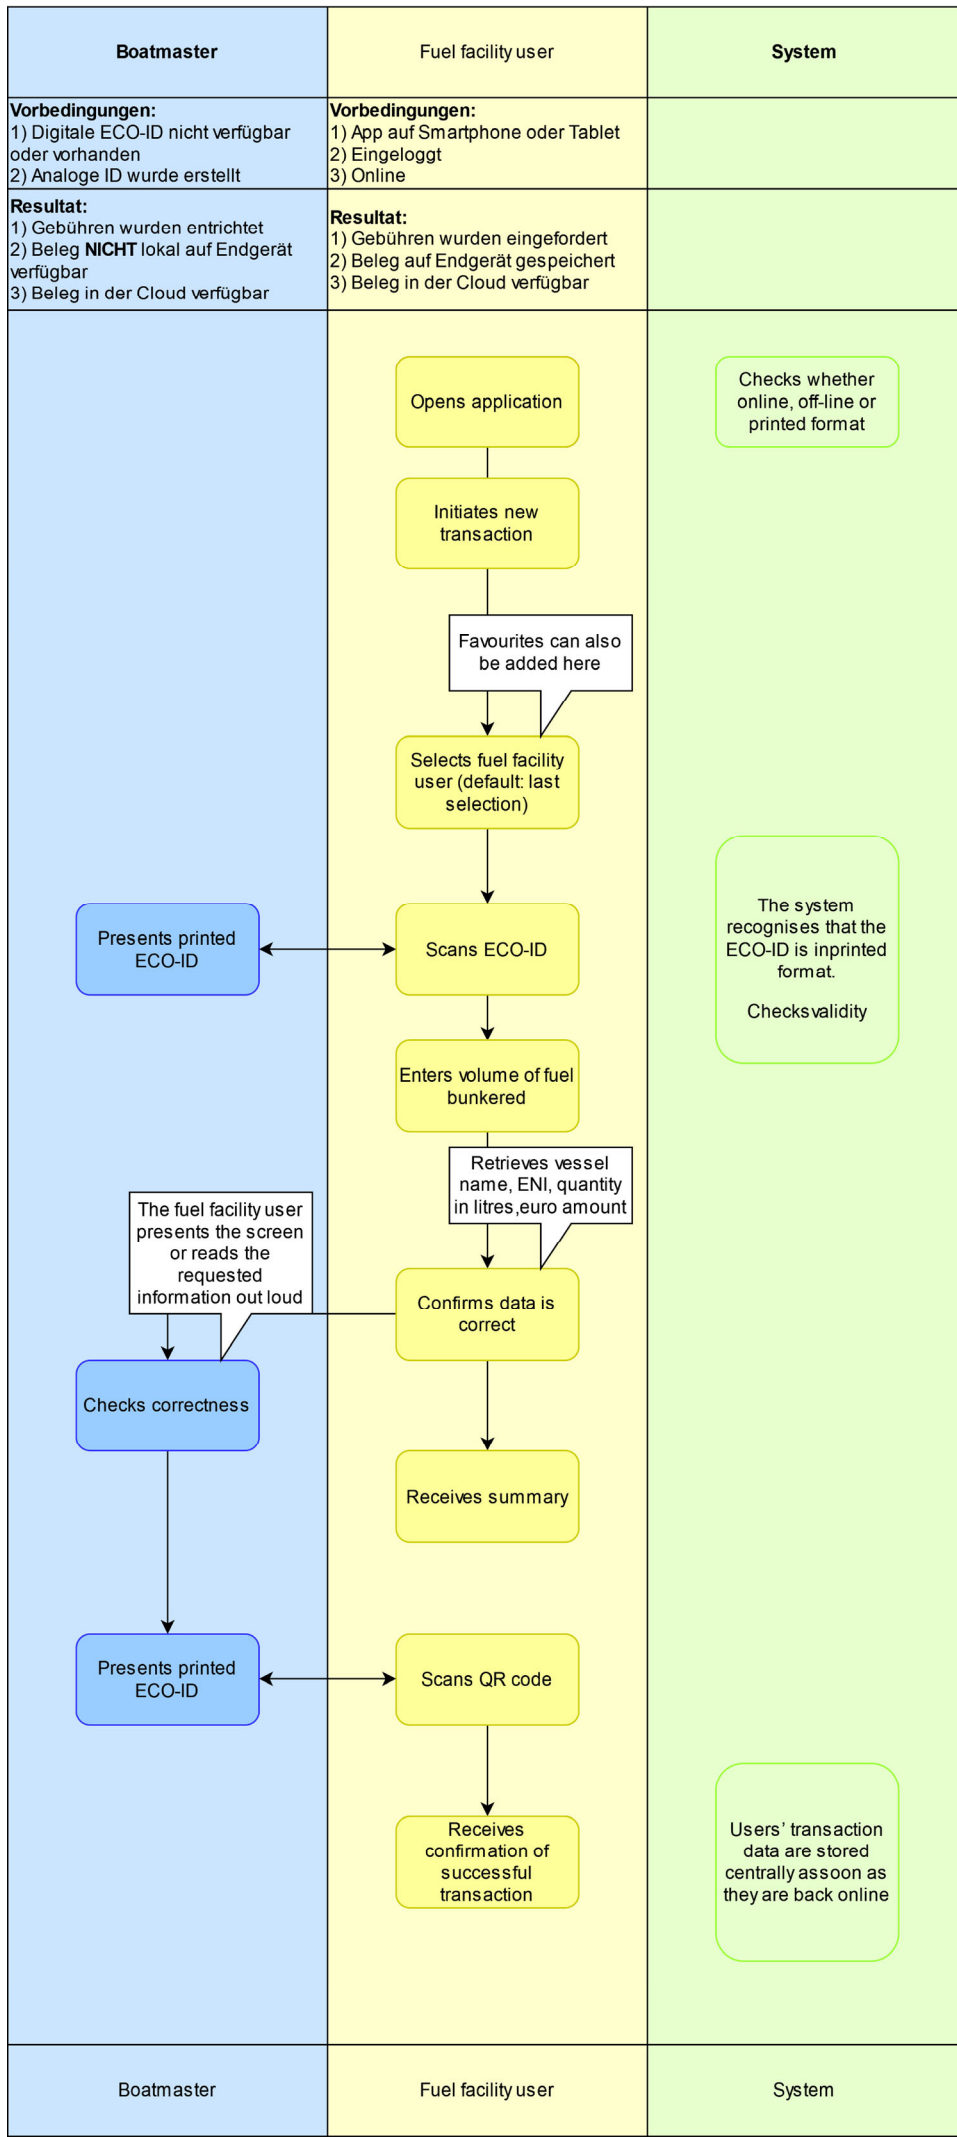 Boatmaster
Fuel facility user
System
Vorbedingungen:
1) Digitale ECO-ID nicht verfügbar
oder vorhanden
2) Analoge ID wurde erstellt
Vorbedingungen:
1) App auf Smartphone oder Tablet
2) Eingeloggt
3) Online
Resultat:
1) Gebühren wurden entrichtet
2) Beleg NICHT lokal auf Endgerät
verfügbar
3) Beleg in der Cloud verfügbar
Resultat:
1) Gebühren wurden eingefordert
2) Beleg auf Endgerät gespeichert
3) Beleg in der Cloud verfügbar
Opens application
Checks whether
online, off-line or
printed format
Initiates new
transaction
Favourites can also
be added here
Selects fuel facility
user (default: last
selection)
Presents printed
ECO-ID
Scans ECO-ID
The system
recognises that the
ECO-ID is inprinted
format.
Checksvalidity
Enters volume of fuel
bunkered
Retrieves vessel
name, ENI, quantity
in litres,euro amount
The fuel facility user
presents the screen
or reads the
requested
information out loud
Confirms data is
correct
Checks correctness
Receives summary
Presents printed
ECO-ID
Scans QR code
Receives
confirmation of
successful
transaction
Users’ transaction
data are stored
centrally assoon as
they are back online
Boatmaster
Fuel facility user
System